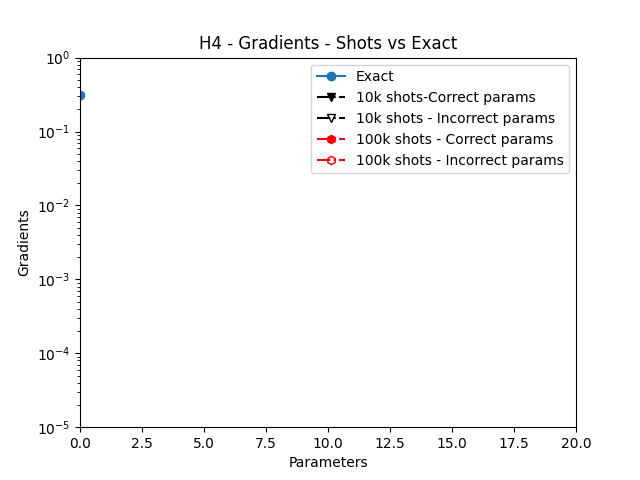 H4 - Gradients - Shots vs Exact
10⁰
10⁻¹
10⁻²
10⁻³
10⁻⁴
10⁻⁵
Gradients
Exact
10k shots-Correct params
10k shots - Incorrect params
100k shots - Correct params
100k shots - Incorrect params
0.0 2.5 5.0 7.5 10.0 12.5 15.0 17.5 20.0
Parameters